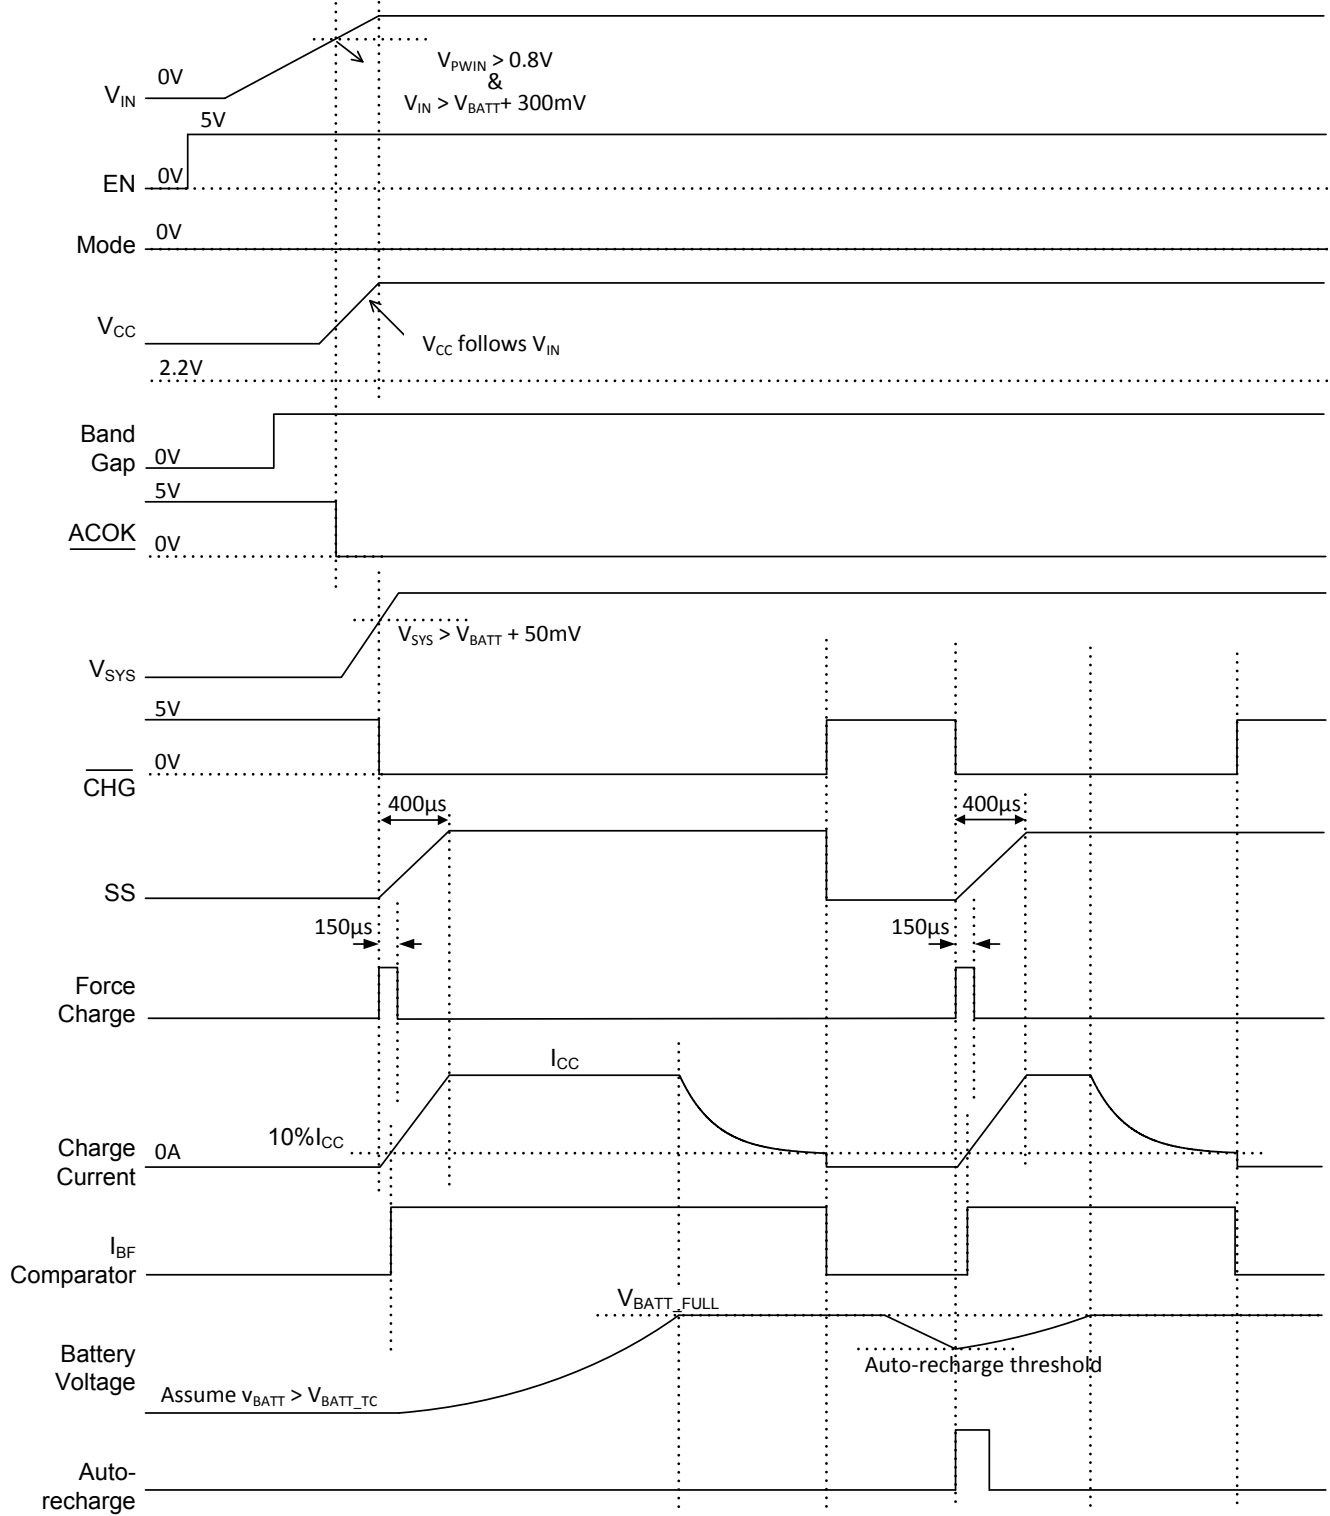 0V
V_IN
V_PWIN > 0.8V
&
V_IN > V_BATT + 300mV
5V
EN 0V
Mode 0V
V_CC
V_CC follows V_IN
2.2V
Band
Gap 0V
5V
ACOK 0V
V_SYS > V_BATT + 50mV
V_SYS
5V
0V
CHG
400µs 400µs
SS
150µs 150µs
Force
Charge
I_CC
10%I_CC
Charge 0A
Current
I_BF
Comparator
V_BATT_FULL
Battery
Voltage
Auto-recharge threshold
Assume v_BATT > V_BATT_TC
Auto-
recharge